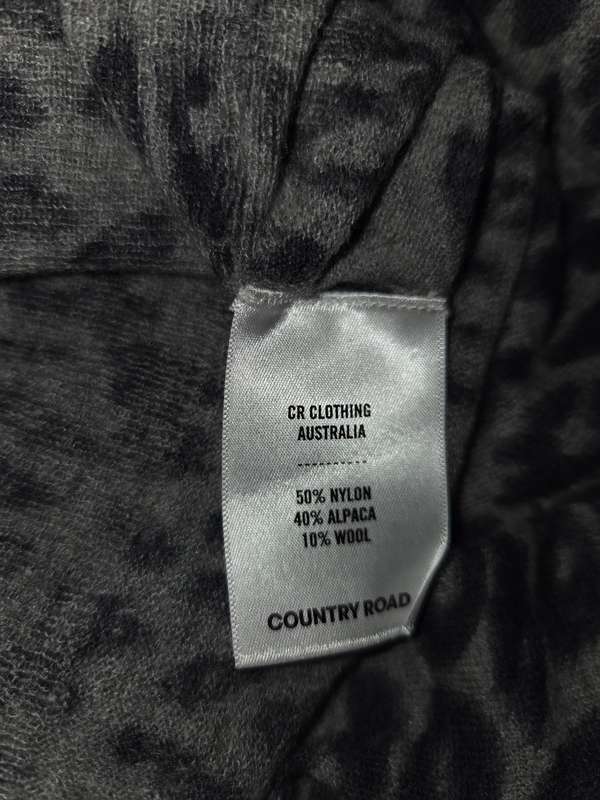 CR CLOTHING
AUSTRALIA
-----------
50% NYLON
40% ALPACA
10% WOOL
COUNTRY ROAD